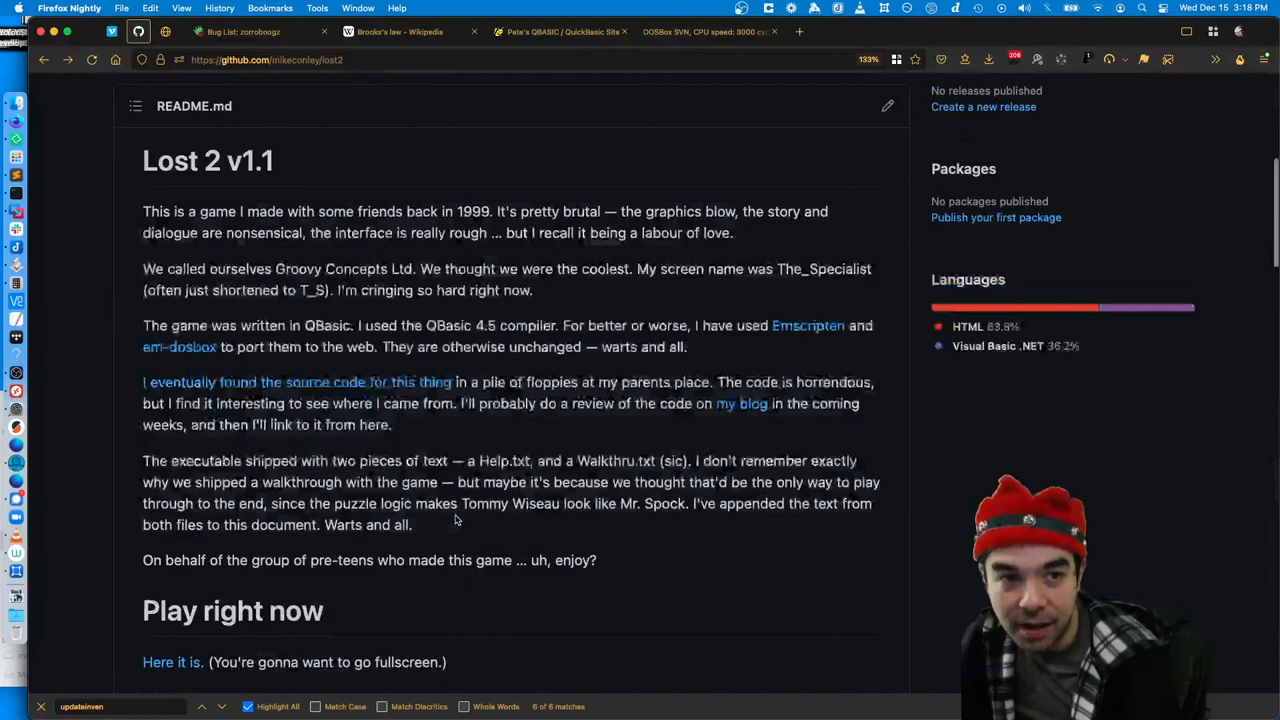 Firefox Nightly File Edit View History Bookmarks Tools Window Help
Wed Dec 15 3:18 PM
Bug List: zorroboogz
Brooks's law - Wikipedia
Pete's QBASIC / QuickBasic Site
DOSBox SVN, CPU speed: 3000 cyc
https://github.com/mikeconley/lost2
133%
206
README.md
Lost 2 v1.1
This is a game I made with some friends back in 1999. It's pretty brutal — the graphics blow, the story and
dialogue are nonsensical, the interface is really rough ... but I recall it being a labour of love.
We called ourselves Groovy Concepts Ltd. We thought we were the coolest. My screen name was The_Specialist
(often just shortened to T_S). I'm cringing so hard right now.
The game was written in QBasic. I used the QBasic 4.5 compiler. For better or worse, I have used Emscripten and
em-dosbox to port them to the web. They are otherwise unchanged — warts and all.
I eventually found the source code for this thing in a pile of floppies at my parents place. The code is horrendous,
but I find it interesting to see where I came from. I'll probably do a review of the code on my blog in the coming
weeks, and then I'll link to it from here.
The executable shipped with two pieces of text — a Help.txt, and a Walkthru.txt (sic). I don't remember exactly
why we shipped a walkthrough with the game — but maybe it's because we thought that'd be the only way to play
through to the end, since the puzzle logic makes Tommy Wiseau look like Mr. Spock. I've appended the text from
both files to this document. Warts and all.
On behalf of the group of pre-teens who made this game ... uh, enjoy?
Play right now
Here it is. (You're gonna want to go fullscreen.)
No releases published
Create a new release
Packages
No packages published
Publish your first package
Languages
HTML 63.8%
Visual Basic .NET 36.2%
updateinven
Highlight All
Match Case
Match Diacritics
Whole Words
6 of 6 matches